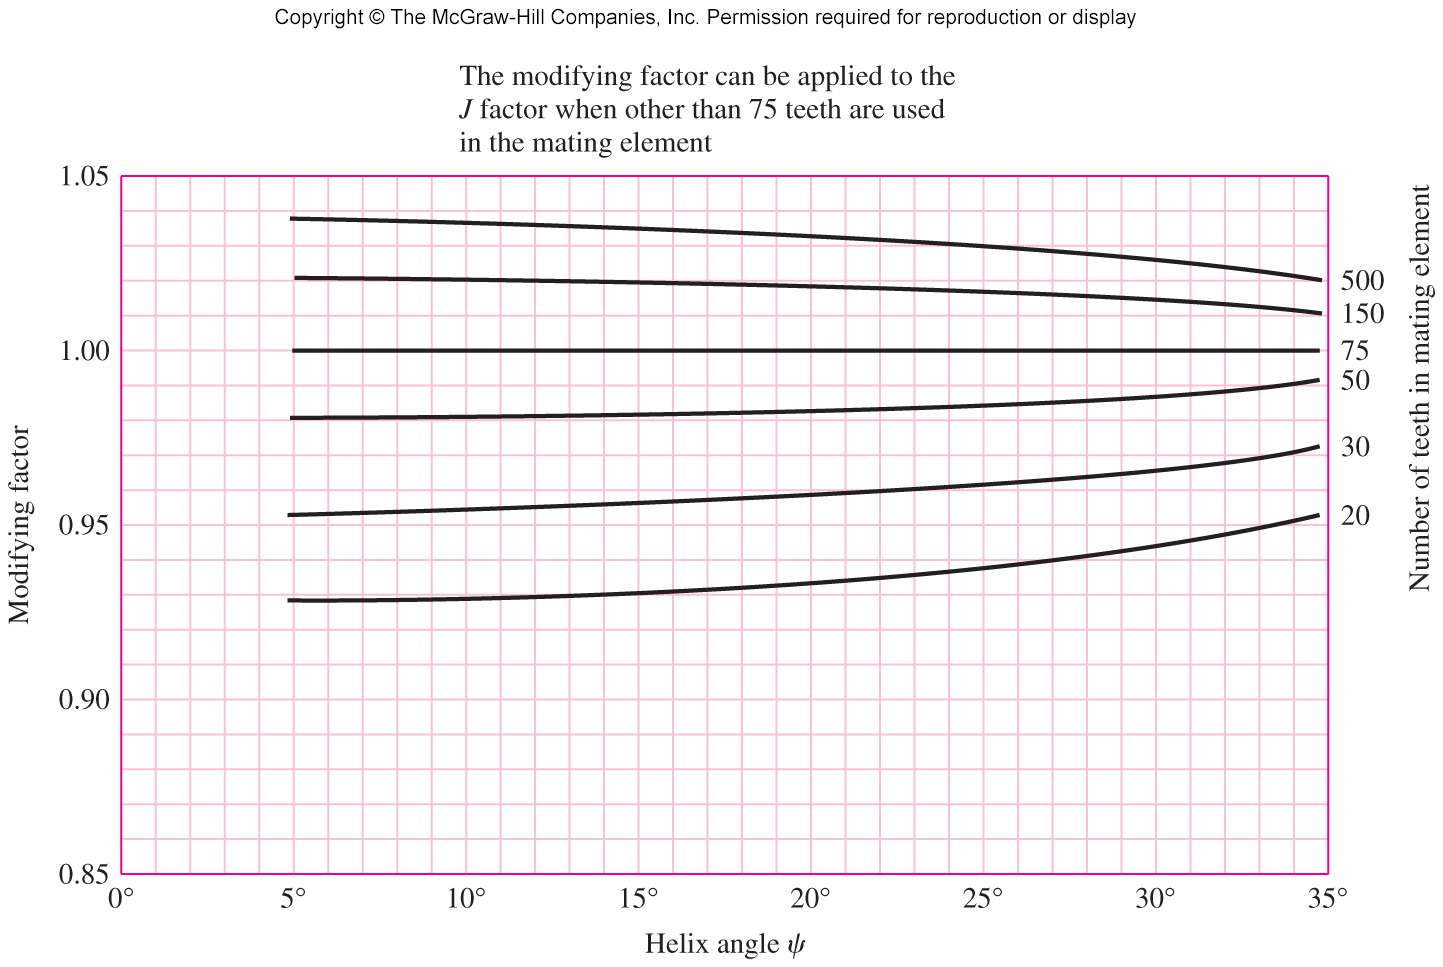 Copyright © The McGraw-Hill Companies, Inc. Permission required for reproduction or display
The modifying factor can be applied to the
J factor when other than 75 teeth are used
in the mating element
1.05
1.00
0.95
0.90
0.85
Modifying factor
0°
5°
10°
15°
20°
25°
30°
35°
Helix angle ψ
500
150
75
50
30
20
Number of teeth in mating element